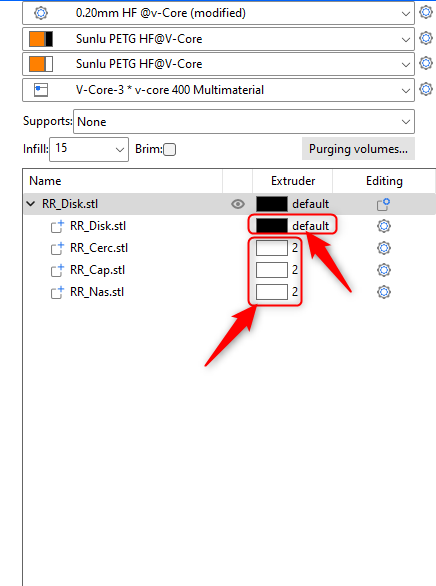 0.20mm HF @v-Core (modified)
Sunlu PETG HF@V-Core
Sunlu PETG HF@V-Core
V-Core-3 * v-core 400 Multimaterial
Supports: None
Infill: 15 Brim: Purging volumes...
Name Extruder Editing
RR_Disk.stl default
RR_Disk.stl default
RR_Cerc.stl 2
RR_Cap.stl 2
RR_Nas.stl 2